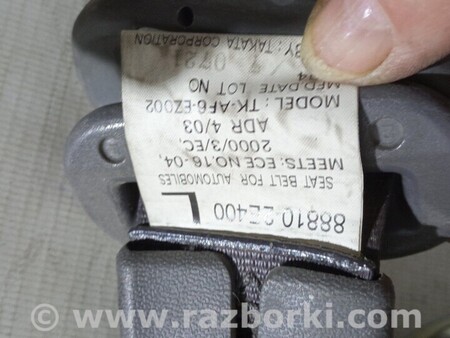 88810-2E400
L
SEAT BELT FOR AUTOMOBILES
MEETS: ECE NO.16-04,
2000/3/EC,
ADR 4/03
MODEL: TK-AF6-EZ002
MFD.DATE LOT NO
BY: TAKATA CORPORATION
© www.razborki.com